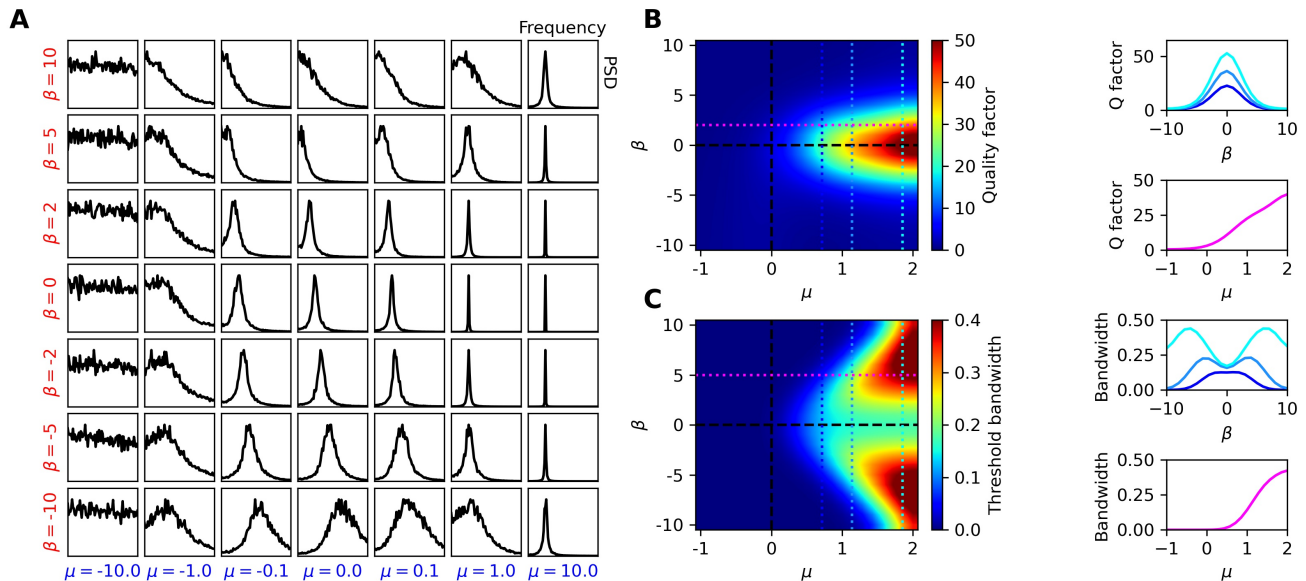 A
Frequency
PSD
β = 10
β = 5
β = 2
β = 0
β = -2
β = -5
β = -10
μ = -10.0
μ = -1.0
μ = -0.1
μ = 0.0
μ = 0.1
μ = 1.0
μ = 10.0
B
10
5
0
-5
-10
β
-1
0
1
2
μ
50
40
30
20
10
0
Quality factor
50
0
Q factor
−10
0
10
β
50
25
0
Q factor
−1
0
1
2
μ
C
10
5
0
-5
-10
β
-1
0
1
2
μ
0.4
0.3
0.2
0.1
0.0
Threshold bandwidth
0.50
0.25
0.00
Bandwidth
−10
0
10
β
0.50
0.25
0.00
Bandwidth
−1
0
1
2
μ